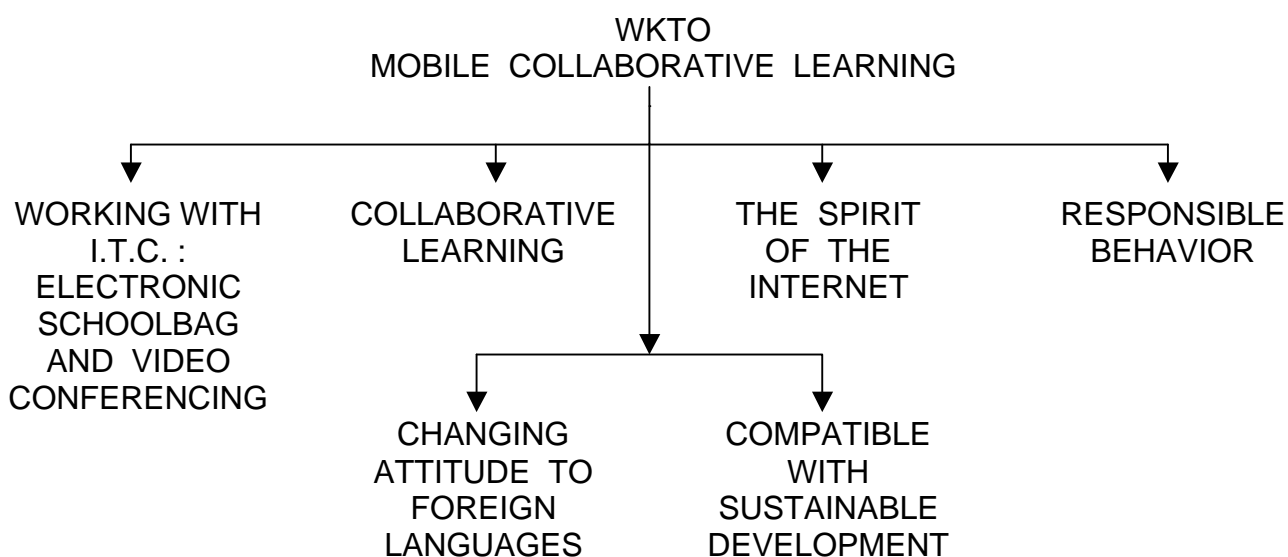 WKTO
MOBILE COLLABORATIVE LEARNING
WORKING WITH
I.T.C. :
ELECTRONIC
SCHOOLBAG
AND VIDEO
CONFERENCING
COLLABORATIVE
LEARNING
THE SPIRIT
OF THE
INTERNET
RESPONSIBLE
BEHAVIOR
CHANGING
ATTITUDE TO
FOREIGN
LANGUAGES
COMPATIBLE
WITH
SUSTAINABLE
DEVELOPMENT